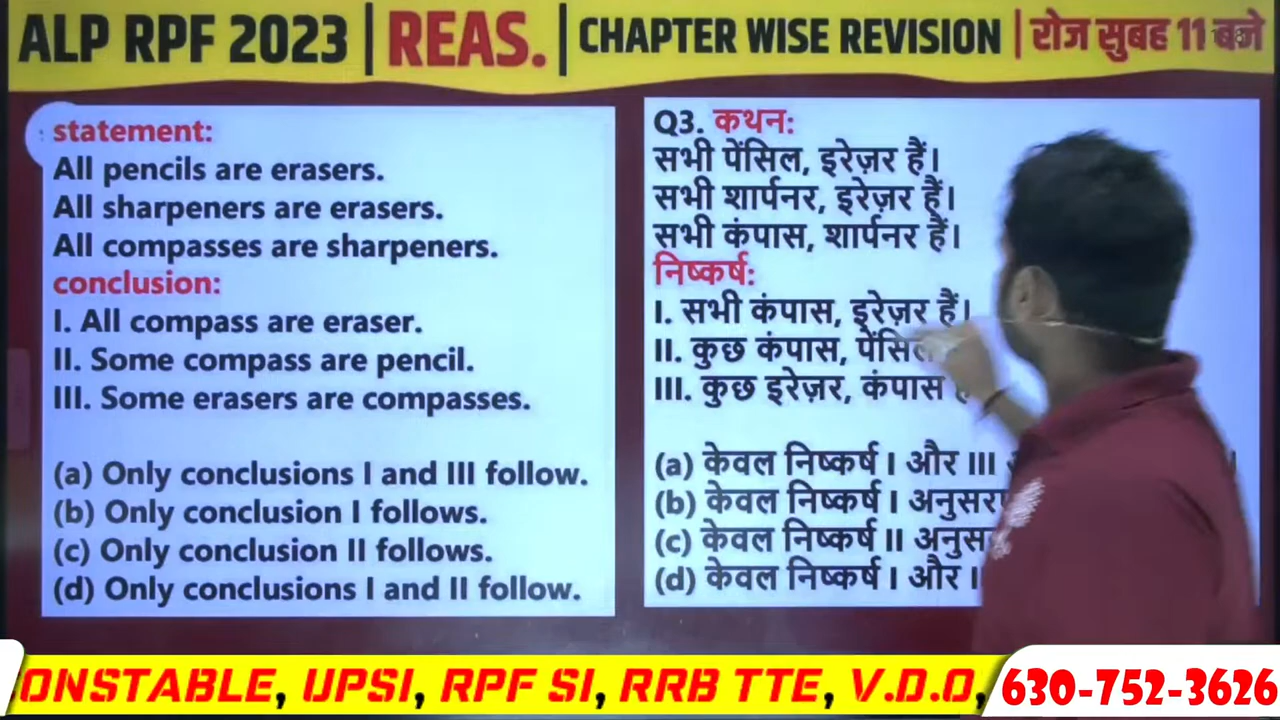 ALP RPF 2023 | REAS. | CHAPTER WISE REVISION | रोज सुबह 11 बजे
statement:
All pencils are erasers.
All sharpeners are erasers.
All compasses are sharpeners.
conclusion:
I. All compass are eraser.
II. Some compass are pencil.
III. Some erasers are compasses.
(a) Only conclusions I and III follow.
(b) Only conclusion I follows.
(c) Only conclusion II follows.
(d) Only conclusions I and II follow.
Q3. कथन:
सभी पेंसिल, इरेज़र हैं।
सभी शार्पनर, इरेज़र हैं।
सभी कंपास, शार्पनर हैं।
निष्कर्ष:
I. सभी कंपास, इरेज़र हैं।
II. कुछ कंपास,
III. कुछ इरेज़र, कंपास
(a) केवल निष्कर्ष I और III
(b) केवल निष्कर्ष I
(c) केवल निष्कर्ष II
(d) केवल निष्कर्ष I और
ONSTABLE, UPSI, RPF SI, RRB TTE, V.D.O,
630-752-3626